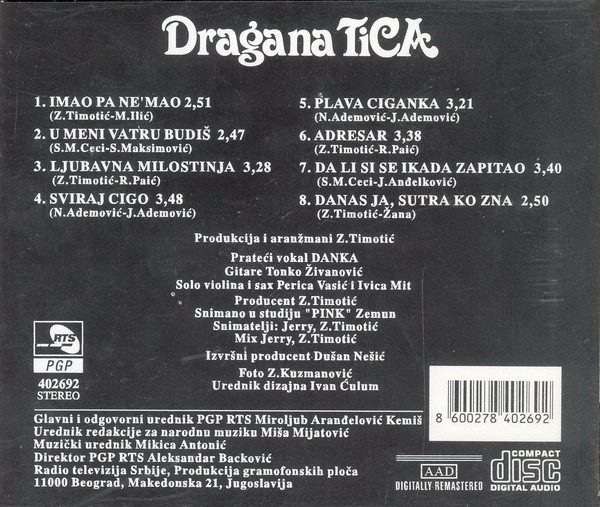 Dragana TiCA
1. IMAO PA NE'MAO 2,51
(Z.Timotić-M.Ilić)
2. U MENI VATRU BUDIŠ 2,47
(S.M.Ceci-S.Maksimović)
3. LJUBAVNA MILOSTINJA 3,28
(Z.Timotić-R.Paić)
4. SVIRAJ CIGO 3,48
(N.Ademović-J.Ademović)
5. PLAVA CIGANKA 3,21
(N.Ademović-J.Ademović)
6. ADRESAR 3,38
(Z.Timotić-R.Paić)
7. DA LI SI SE IKADA ZAPITAO 3,40
(S.M.Ceci-J.Anđelković)
8. DANAS JA, SUTRA KO ZNA 2,50
(Z.Timotić-Žana)
Produkcija i aranžmani Z.Timotić
Prateći vokal DANKA
Gitare Tonko Živanović
Solo violina i sax Perica Vasić i Ivica Mit
Producent Z.Timotić
Snimano u studiju "PINK" Zemun
Snimatelji: Jerry, Z.Timotić
Mix Jerry, Z.Timotić
Izvršni producent Dušan Nešić
Foto Z.Kuzmanović
Urednik dizajna Ivan Ćulum
RTS
PGP
402692
STEREO
Glavni i odgovorni urednik PGP RTS Miroljub Aranđelović Kemiš
Urednik redakcije za narodnu muziku Miša Mijatović
Muzički urednik Mikica Antonić
Direktor PGP RTS Aleksandar Backović
Radio televizija Srbije, Produkcija gramofonskih ploča
11000 Beograd, Makedonska 21, Jugoslavija
8 600278 402692
AAD
DIGITALLY REMASTERED
COMPACT
disc
DIGITAL AUDIO